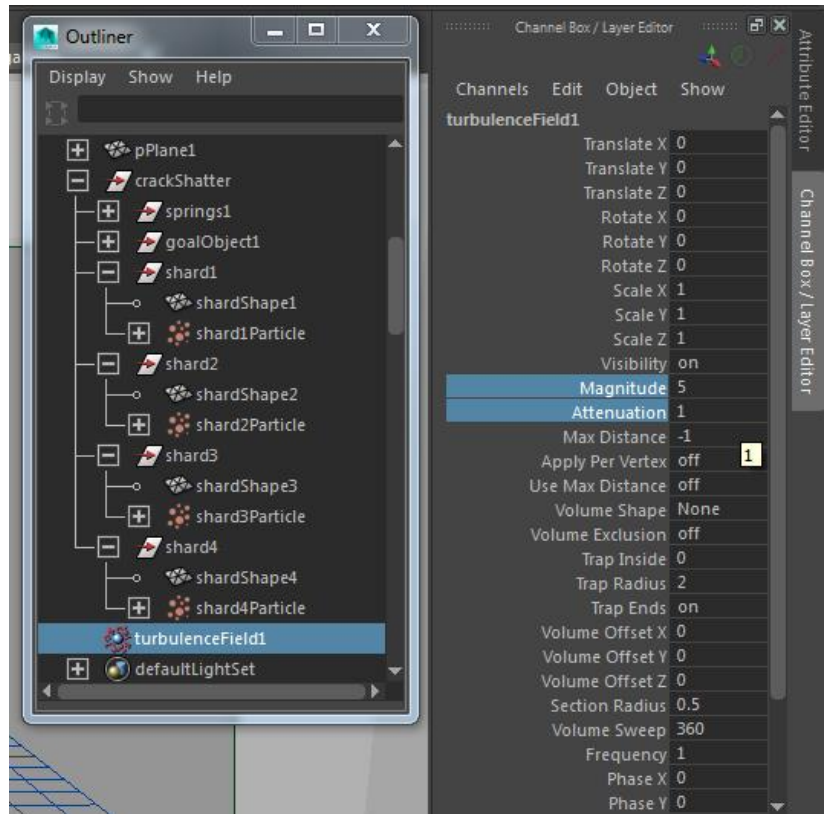 Outliner
Display Show Help
pPlane1
crackShatter
springs1
goalObject1
shard1
shardShape1
shard1Particle
shard2
shardShape2
shard2Particle
shard3
shardShape3
shard3Particle
shard4
shardShape4
shard4Particle
turbulenceField1
defaultLightSet
Channel Box / Layer Editor
Channels Edit Object Show
turbulenceField1
Translate X 0
Translate Y 0
Translate Z 0
Rotate X 0
Rotate Y 0
Rotate Z 0
Scale X 1
Scale Y 1
Scale Z 1
Visibility on
Magnitude 5
Attenuation 1
Max Distance -1
Apply Per Vertex off
1
Use Max Distance off
Volume Shape None
Volume Exclusion off
Trap Inside 0
Trap Radius 2
Trap Ends on
Volume Offset X 0
Volume Offset Y 0
Volume Offset Z 0
Section Radius 0.5
Volume Sweep 360
Frequency 1
Phase X 0
Phase Y 0
Attribute Editor
Channel Box / Layer Editor